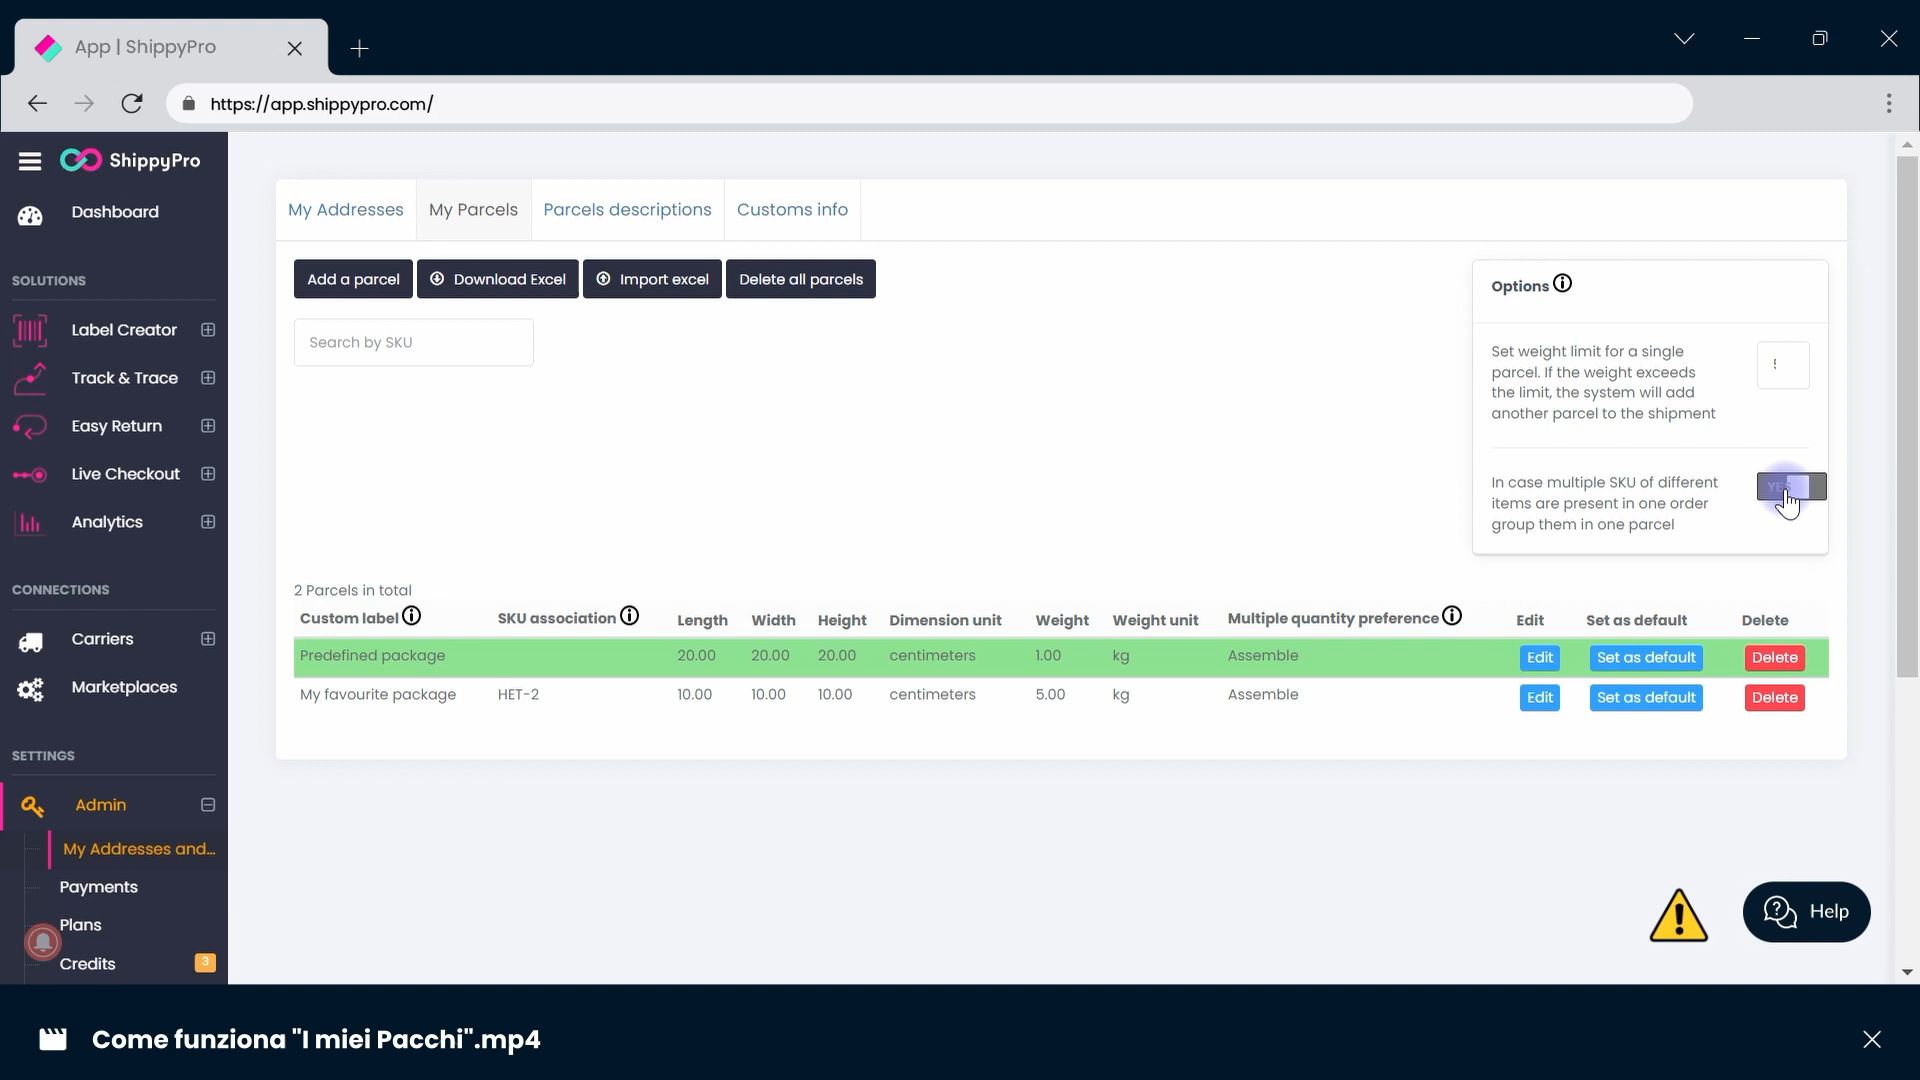 App | ShippyPro
https://app.shippypro.com/
ShippyPro
Dashboard
SOLUTIONS
Label Creator
Track & Trace
Easy Return
Live Checkout
Analytics
CONNECTIONS
Carriers
Marketplaces
SETTINGS
Admin
My Addresses and...
Payments
Plans
Credits 3
My Addresses My Parcels Parcels descriptions Customs info
Add a parcel Download Excel Import excel Delete all parcels
Search by SKU
Options
Set weight limit for a single
parcel. If the weight exceeds
the limit, the system will add
another parcel to the shipment
In case multiple SKU of different
items are present in one order
group them in one parcel
2 Parcels in total
Custom label SKU association Length Width Height Dimension unit Weight Weight unit Multiple quantity preference Edit Set as default Delete
Predefined package 20.00 20.00 20.00 centimeters 1.00 kg Assemble Edit Set as default Delete
My favourite package HET-2 10.00 10.00 10.00 centimeters 5.00 kg Assemble Edit Set as default Delete
Help
Come funziona "I miei Pacchi".mp4